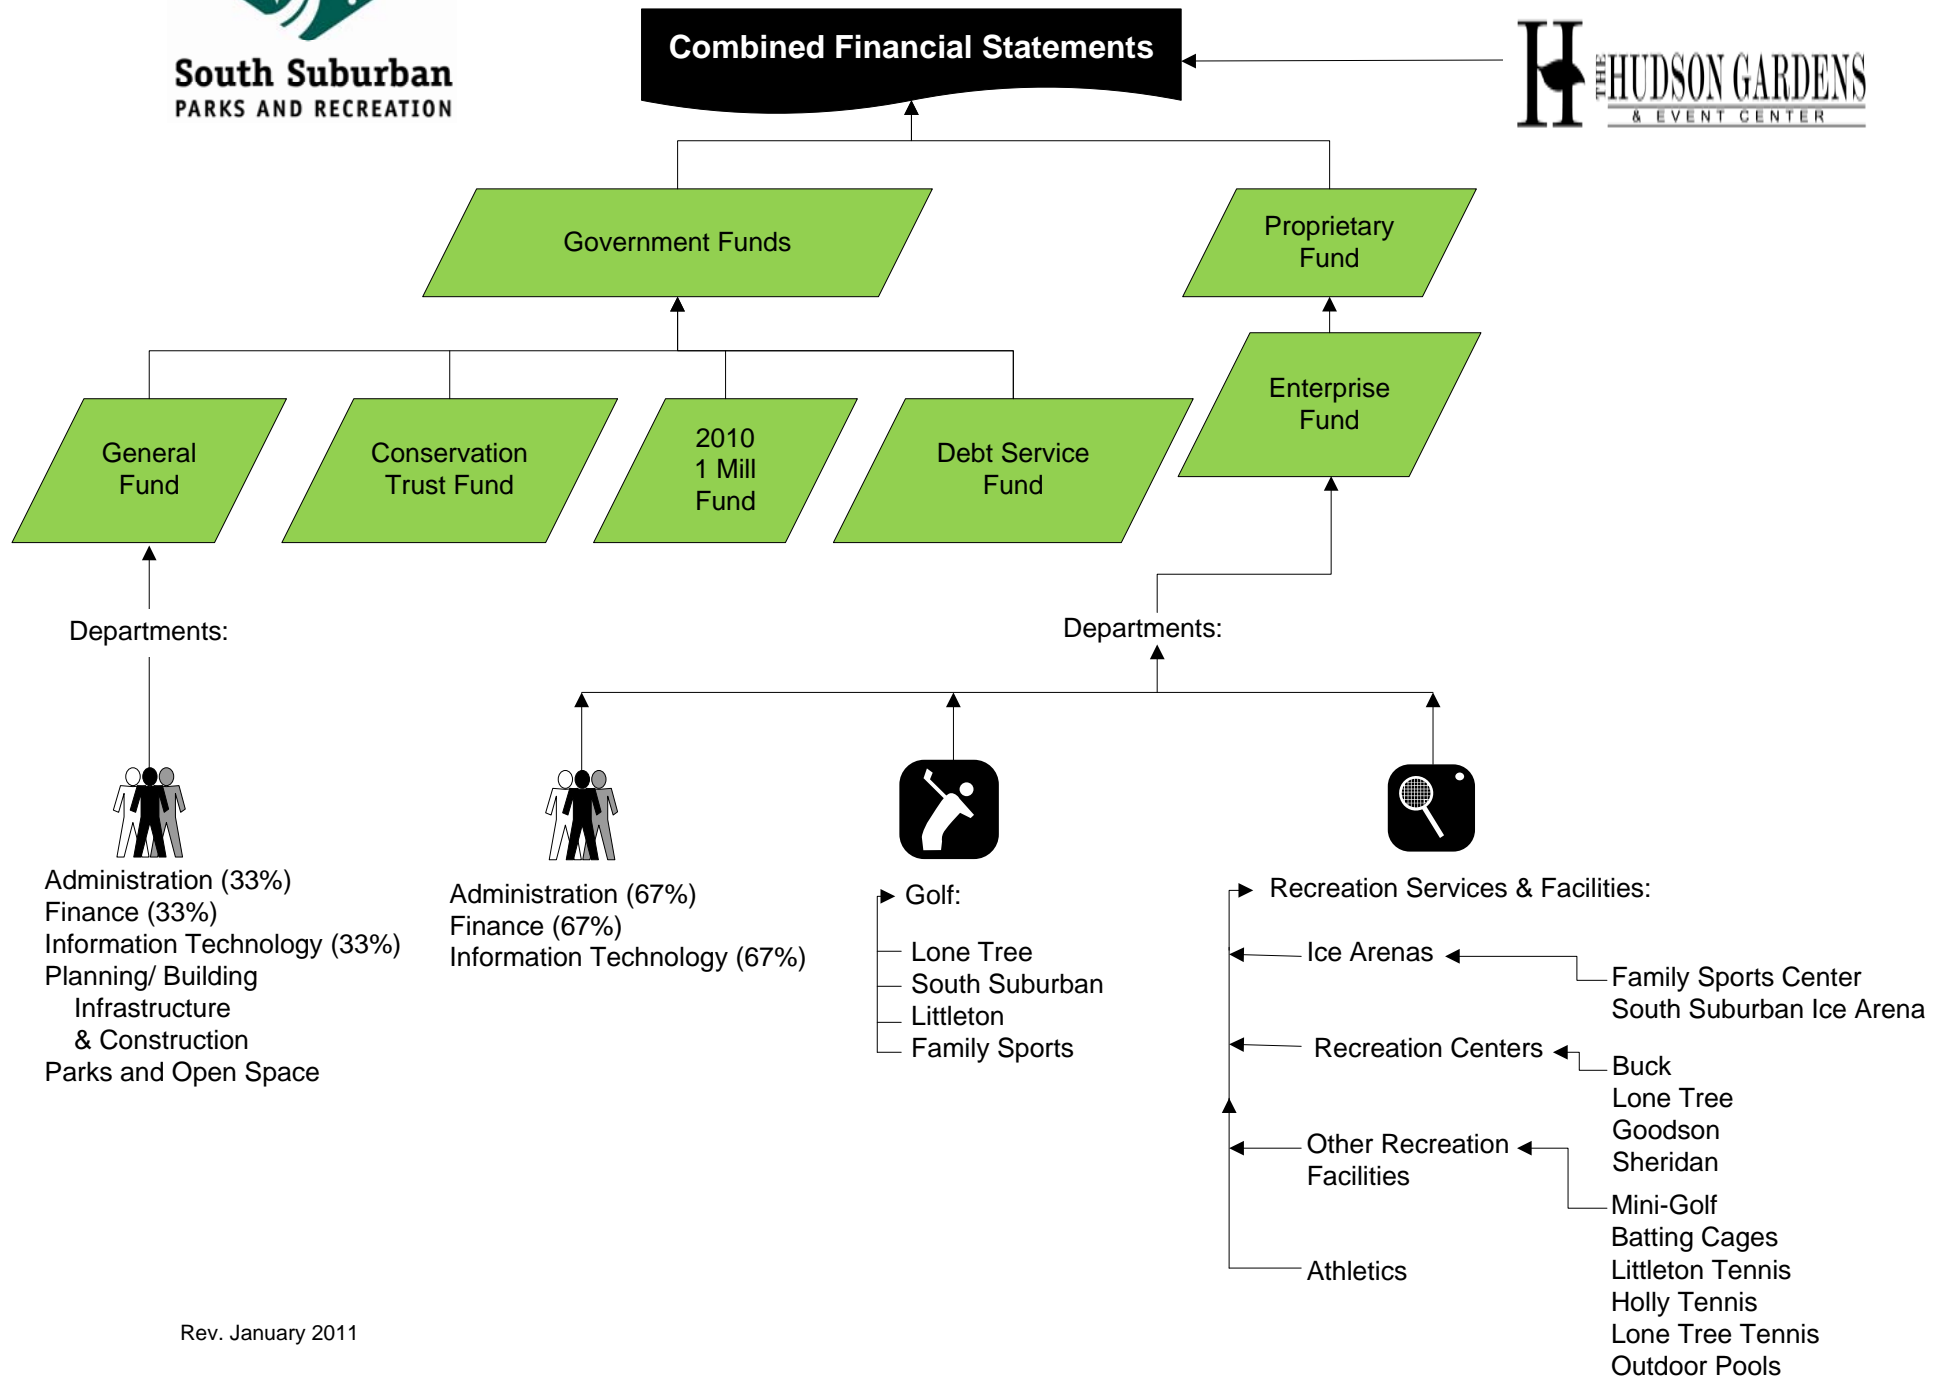 South Suburban
PARKS AND RECREATION
Combined Financial Statements
H
THE HUDSON GARDENS
& EVENT CENTER
Government Funds
Proprietary
Fund
Enterprise
Fund
General
Fund
Conservation
Trust Fund
2010
1 Mill
Fund
Debt Service
Fund
Departments:
Departments:
Administration (33%)
Finance (33%)
Information Technology (33%)
Planning/ Building
Infrastructure
& Construction
Parks and Open Space
Administration (67%)
Finance (67%)
Information Technology (67%)
Golf:
Lone Tree
South Suburban
Littleton
Family Sports
Recreation Services & Facilities:
Ice Arenas
Family Sports Center
South Suburban Ice Arena
Recreation Centers
Buck
Lone Tree
Goodson
Sheridan
Other Recreation
Facilities
Mini-Golf
Batting Cages
Littleton Tennis
Holly Tennis
Lone Tree Tennis
Outdoor Pools
Athletics
Rev. January 2011